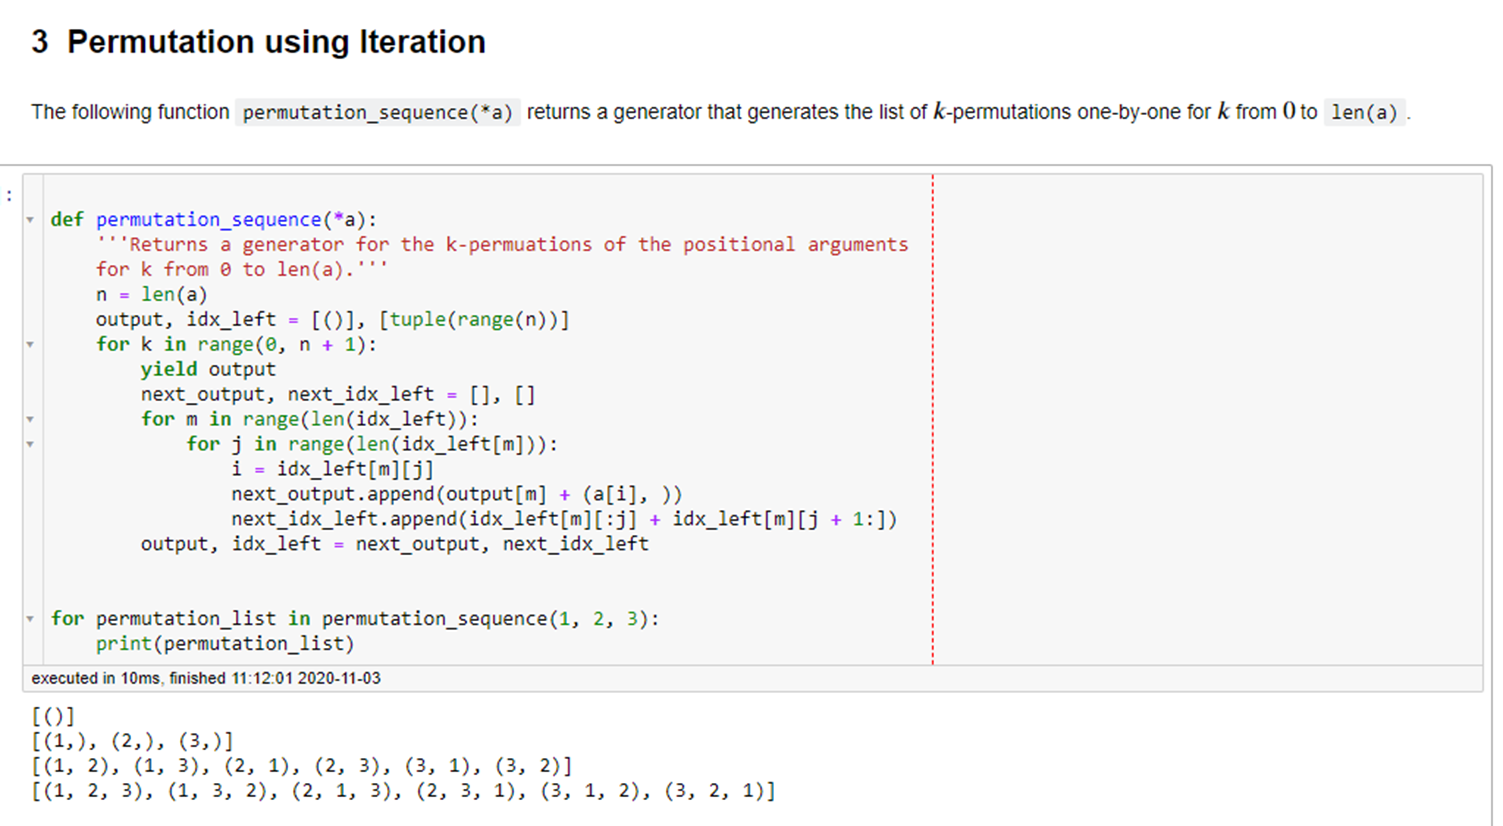 3 Permutation using Iteration
The following function permutation_sequence(*a) returns a generator that generates the list of k-permutations one-by-one for k from 0 to len(a) .
:
def permutation_sequence(*a):
    '''Returns a generator for the k-permuations of the positional arguments
    for k from 0 to len(a).'''
    n = len(a)
    output, idx_left = [()], [tuple(range(n))]
    for k in range(0, n + 1):
        yield output
        next_output, next_idx_left = [], []
        for m in range(len(idx_left)):
            for j in range(len(idx_left[m])):
                i = idx_left[m][j]
                next_output.append(output[m] + (a[i], ))
                next_idx_left.append(idx_left[m][:j] + idx_left[m][j + 1:])
        output, idx_left = next_output, next_idx_left
for permutation_list in permutation_sequence(1, 2, 3):
    print(permutation_list)
executed in 10ms, finished 11:12:01 2020-11-03
[()]
[(1,), (2,), (3,)]
[(1, 2), (1, 3), (2, 1), (2, 3), (3, 1), (3, 2)]
[(1, 2, 3), (1, 3, 2), (2, 1, 3), (2, 3, 1), (3, 1, 2), (3, 2, 1)]